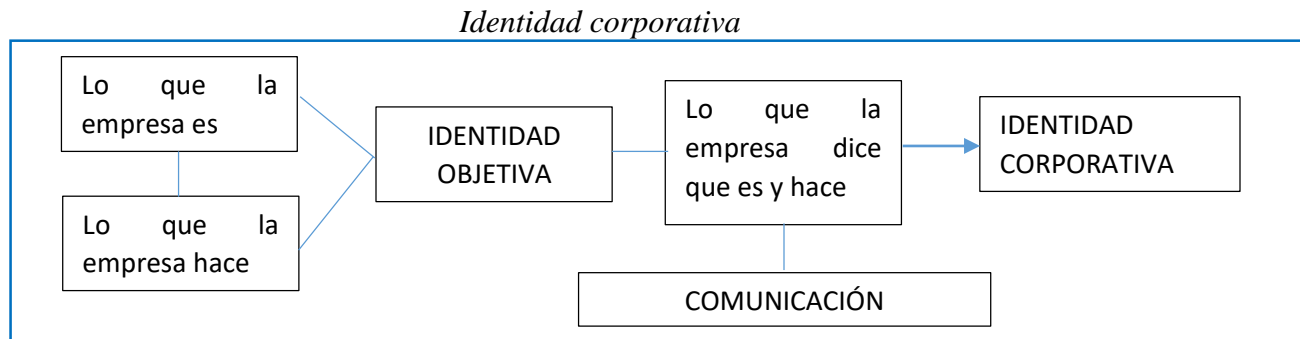 Identidad corporativa
Lo que la
empresa es
Lo que la
empresa hace
IDENTIDAD
OBJETIVA
Lo que la
empresa dice
que es y hace
COMUNICACIÓN
IDENTIDAD
CORPORATIVA